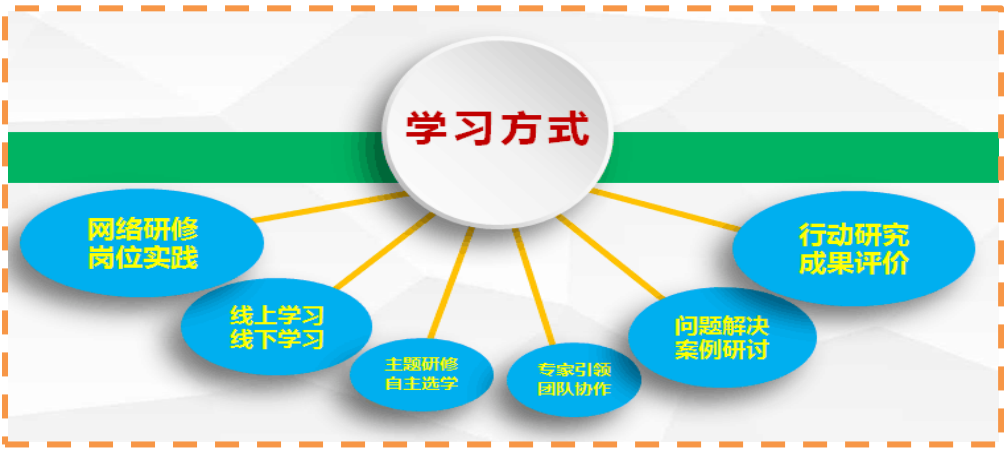 学习方式
网络研修
岗位实践
线上学习
线下学习
主题研修
自主选学
专家引领
团队协作
问题解决
案例研讨
行动研究
成果评价